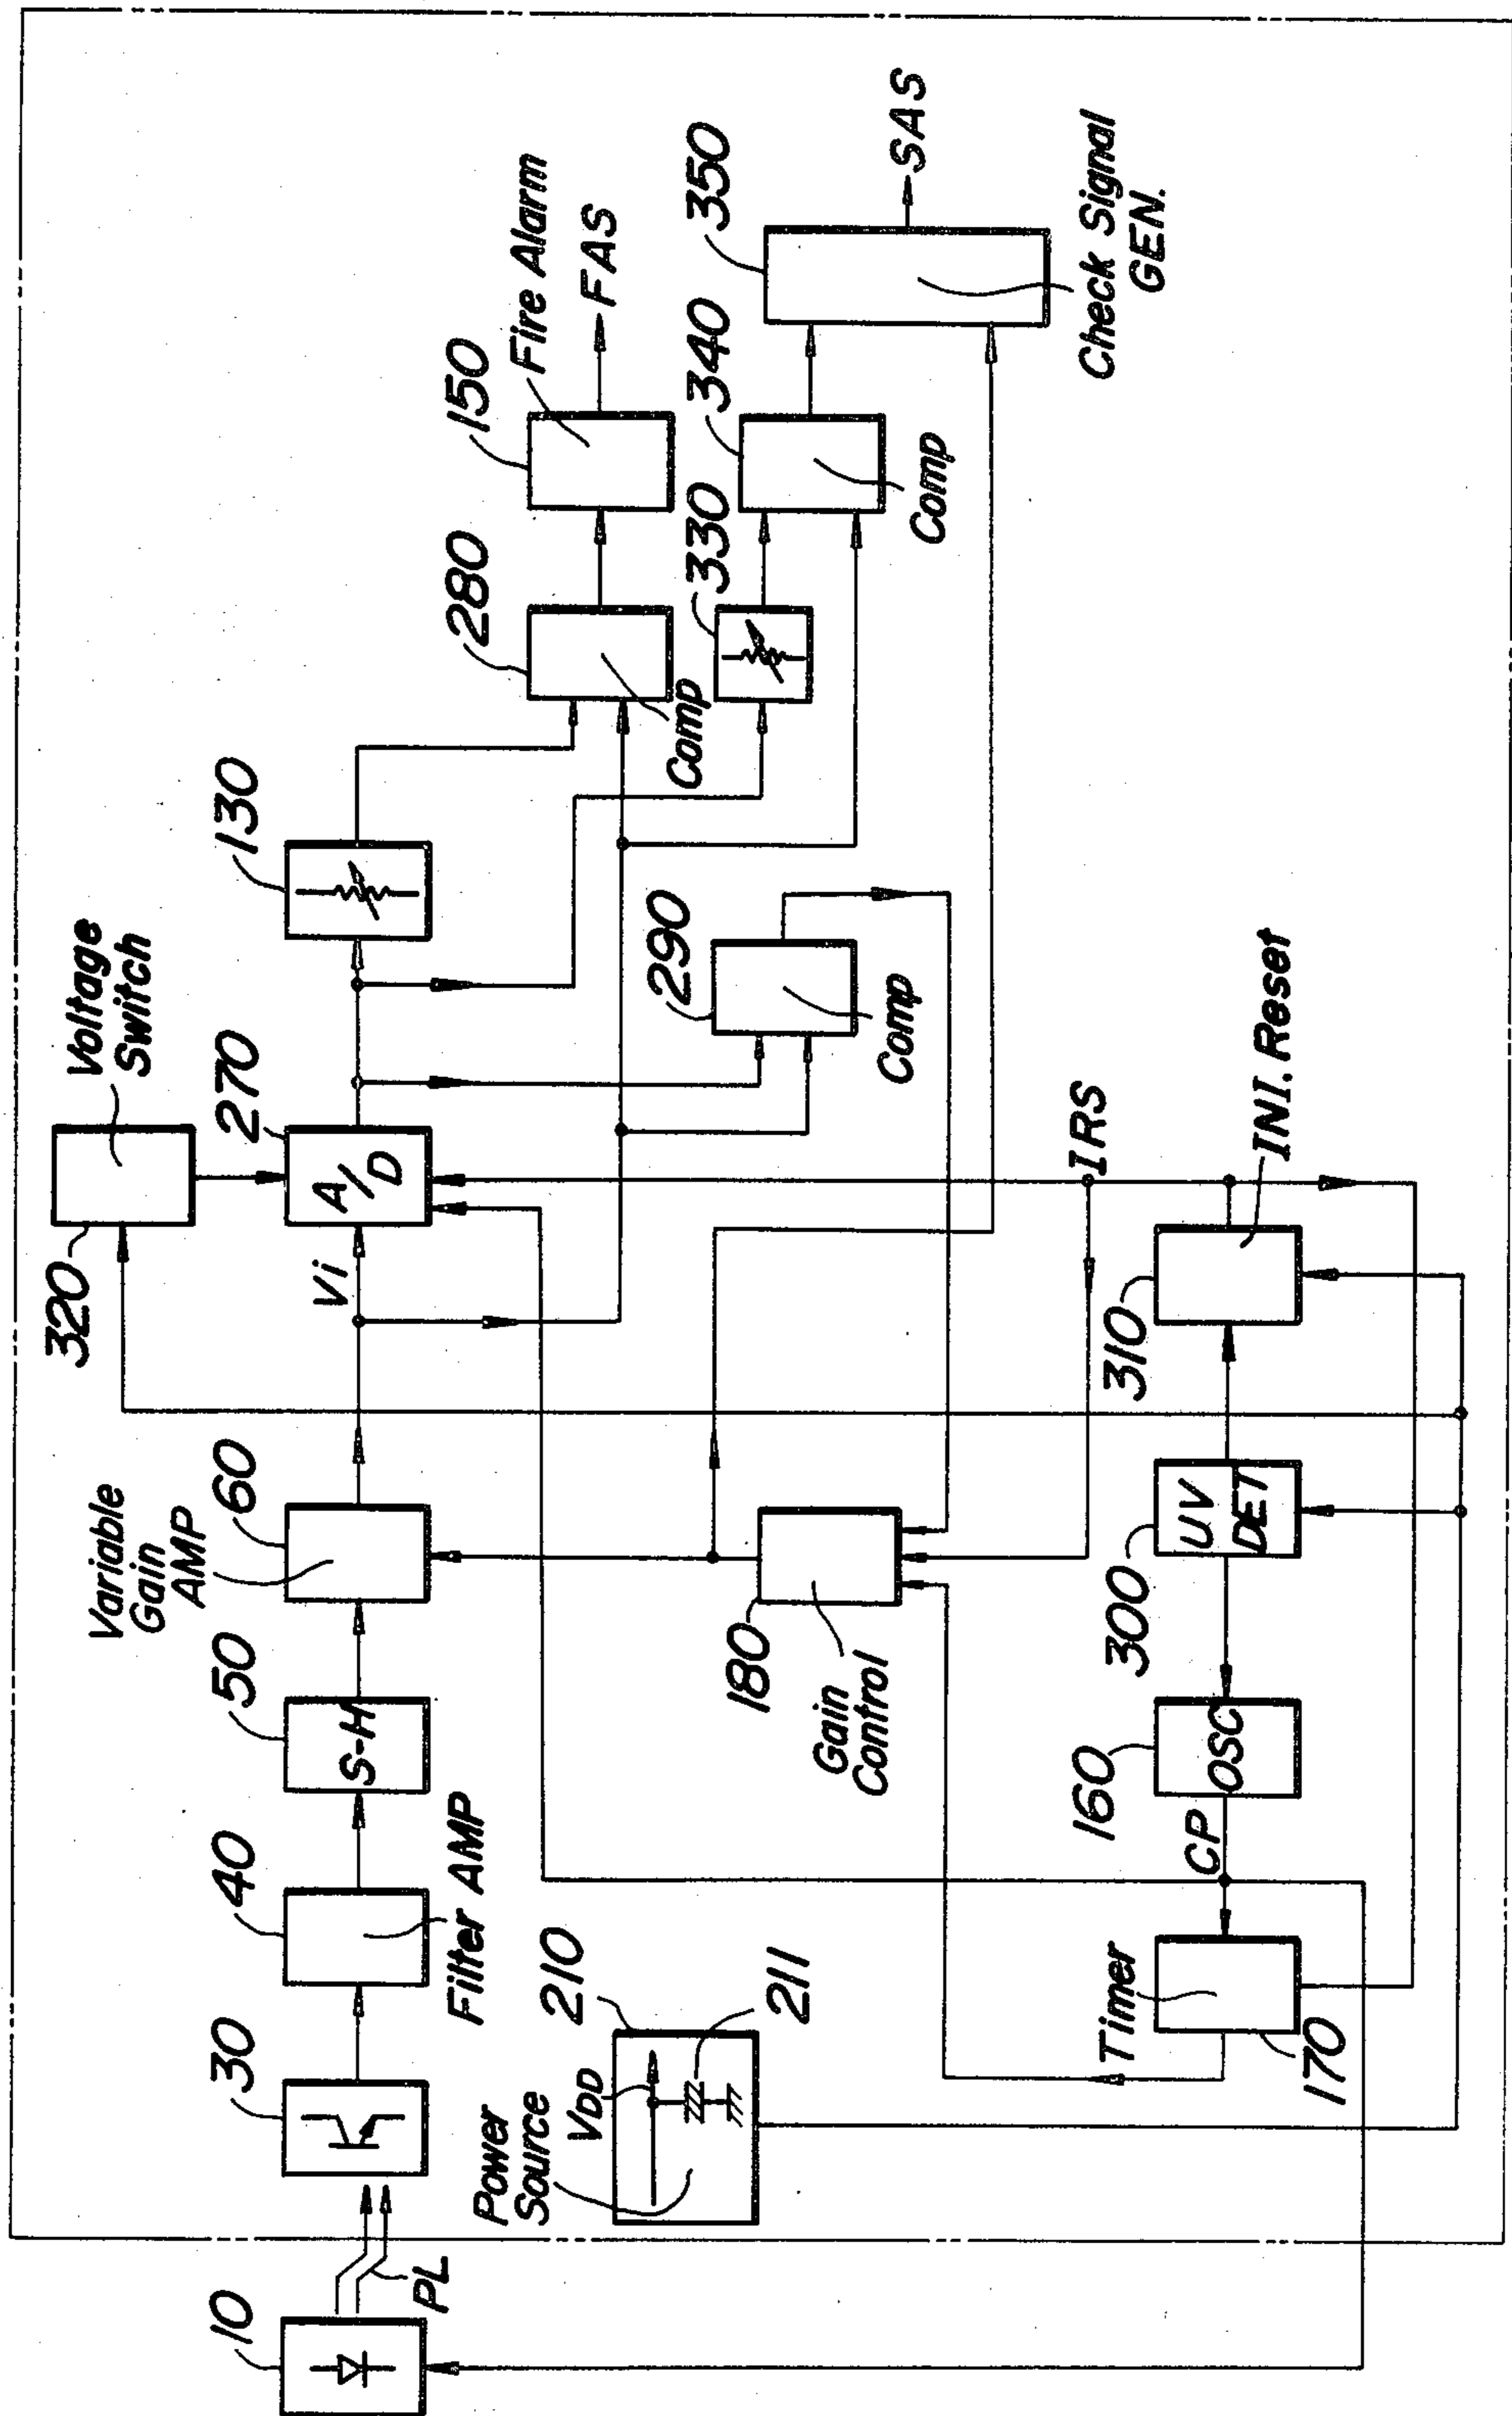 10
PL
30
40
Filter AMP
50
S-H
60
Variable
Gain
AMP
Vi
320
Voltage
Switch
270
A/D
130
290
Comp
280
Comp
150
Fire Alarm
FAS
330
340
Comp
350
SAS
Check Signal
GEN.
Power
Source
VDD
210
211
180
Gain
Control
Timer
170
CP
160
OSC
300
UV
DET
310
INI. Reset
IRS